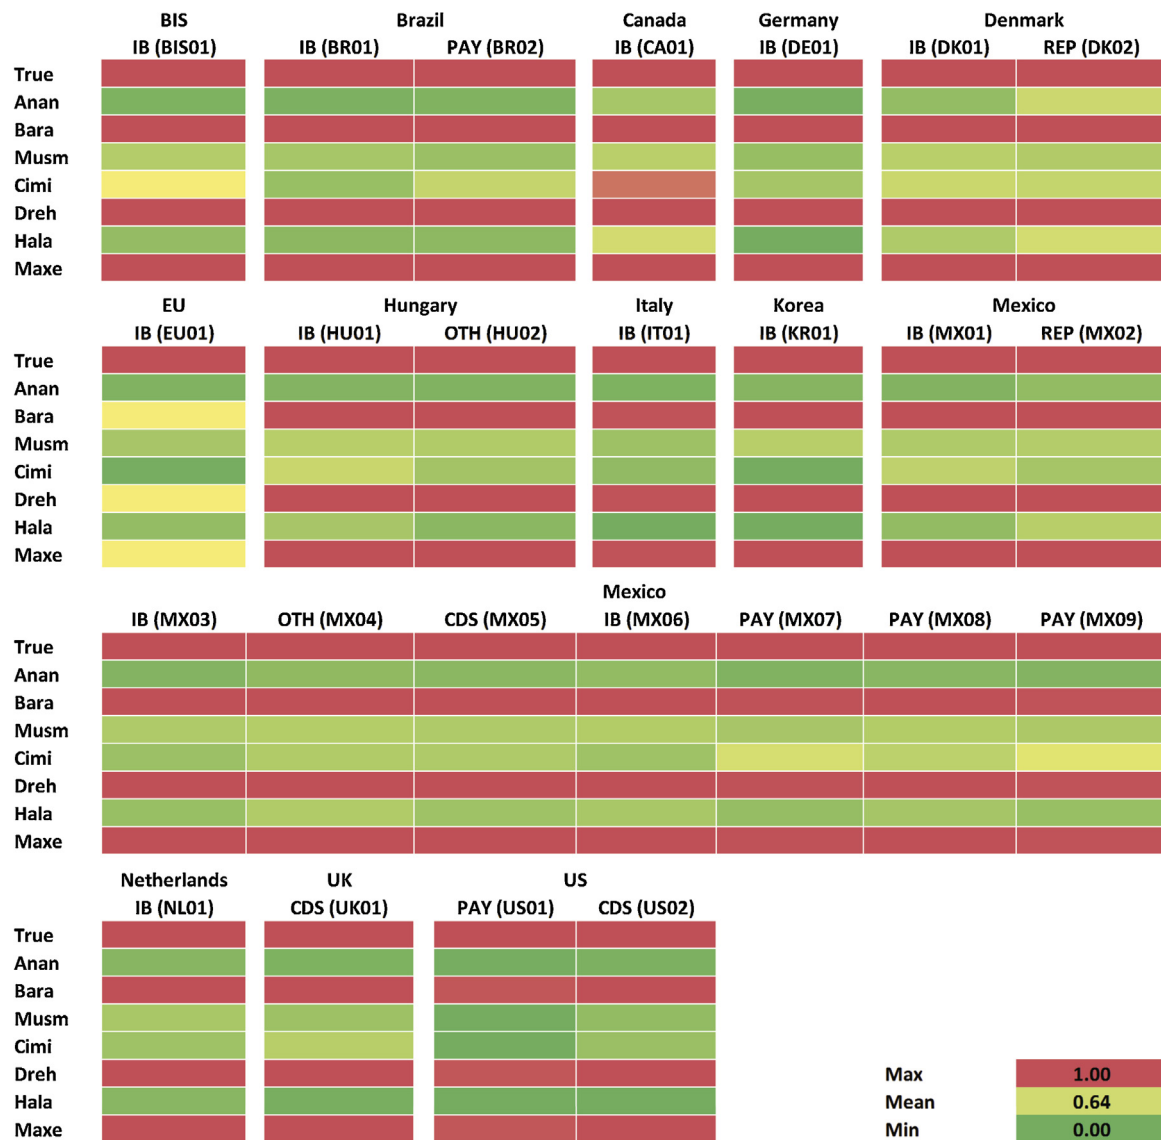 BIS Brazil Canada Germany Denmark
IB (BIS01) IB (BR01) PAY (BR02) IB (CA01) IB (DE01) IB (DK01) REP (DK02)
True
Anan
Bara
Musm
Cimi
Dreh
Hala
Maxe
EU Hungary Italy Korea Mexico
IB (EU01) IB (HU01) OTH (HU02) IB (IT01) IB (KR01) IB (MX01) REP (MX02)
True
Anan
Bara
Musm
Cimi
Dreh
Hala
Maxe
Mexico
IB (MX03) OTH (MX04) CDS (MX05) IB (MX06) PAY (MX07) PAY (MX08) PAY (MX09)
True
Anan
Bara
Musm
Cimi
Dreh
Hala
Maxe
Netherlands UK US
IB (NL01) CDS (UK01) PAY (US01) CDS (US02)
True
Anan
Bara
Musm
Cimi
Dreh
Hala
Maxe
Max 1.00
Mean 0.64
Min 0.00